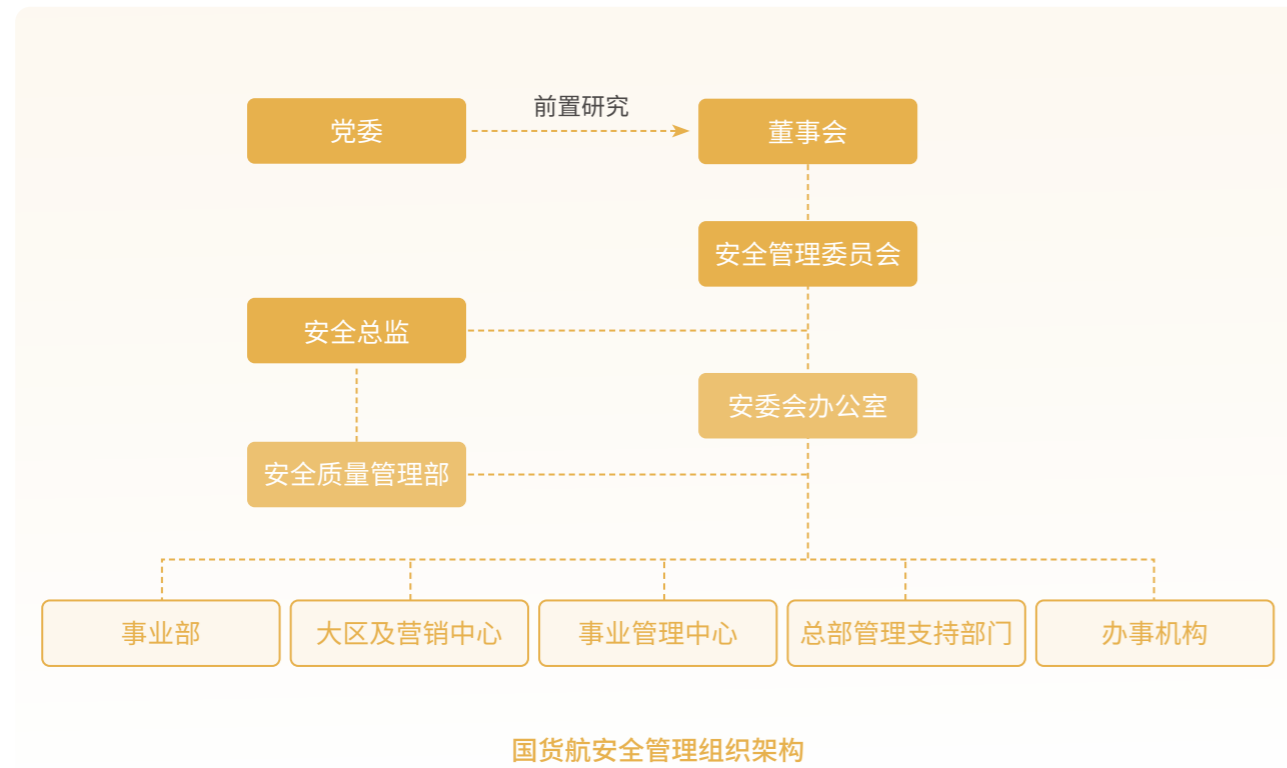 前置研究
党委
董事会
安全管理委员会
安全总监
安委会办公室
安全质量管理部
事业部
大区及营销中心
事业管理中心
总部管理支持部门
办事机构
国货航安全管理组织架构